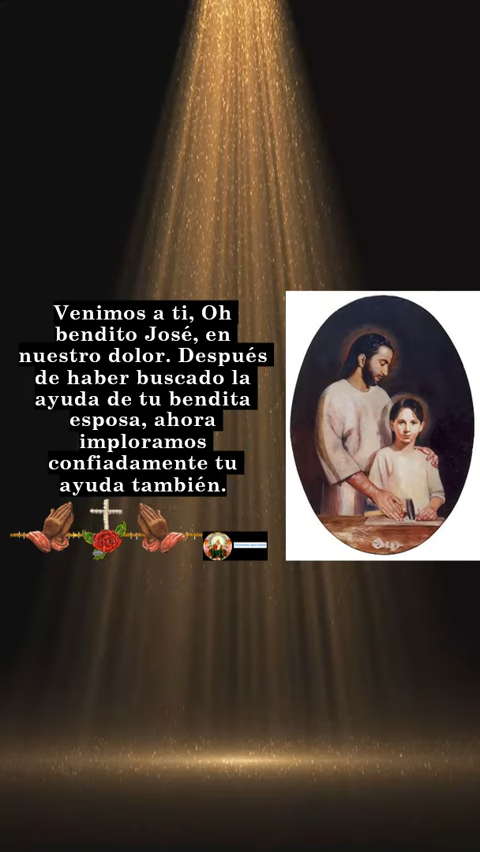 Venimos a ti, Oh
bendito José, en
nuestro dolor. Después
de haber buscado la
ayuda de tu bendita
esposa, ahora
imploramos
confiadamente tu
ayuda también.